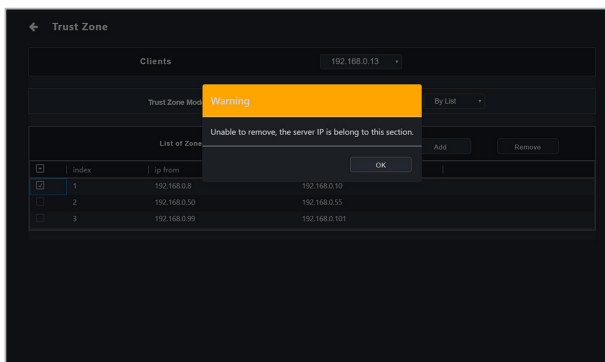 Trust Zone
Clients 192.168.0.13
Trust Zone Mod By List
Warning
Unable to remove, the server IP is belong to this section.
OK
List of Zone Add Remove
index ip from
1 192.168.0.8 192.168.0.10
2 192.168.0.50 192.168.0.55
3 192.168.0.99 192.168.0.101